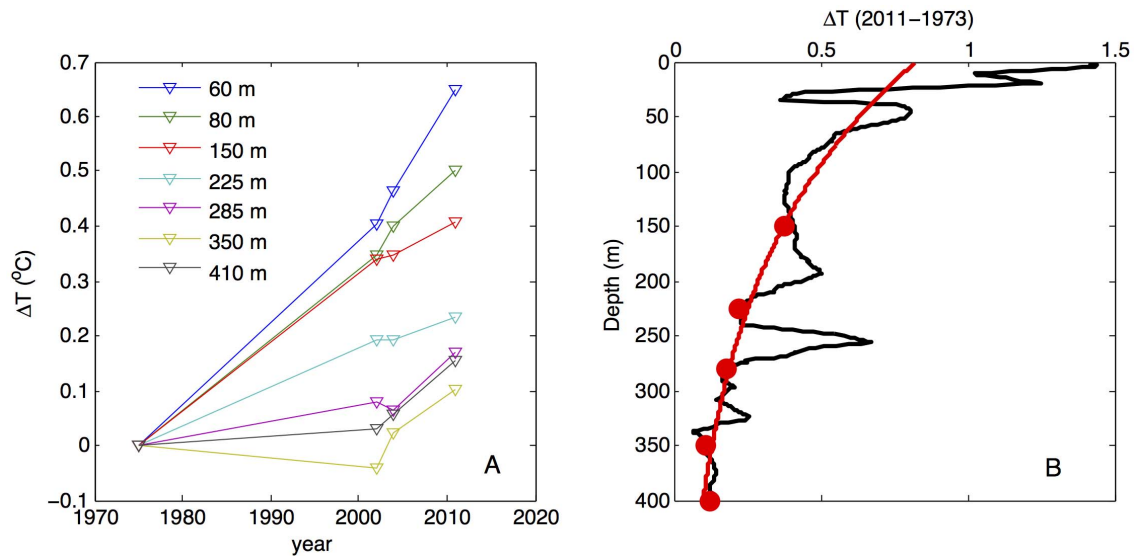 0.7
0.6
0.5
0.4
0.3
0.2
0.1
0
−0.1
ΔT (°C)
60 m
80 m
150 m
225 m
285 m
350 m
410 m
A
1970 1980 1990 2000 2010 2020
year
ΔT (2011−1973)
0 0.5 1 1.5
0
50
100
150
200
250
300
350
400
Depth (m)
B